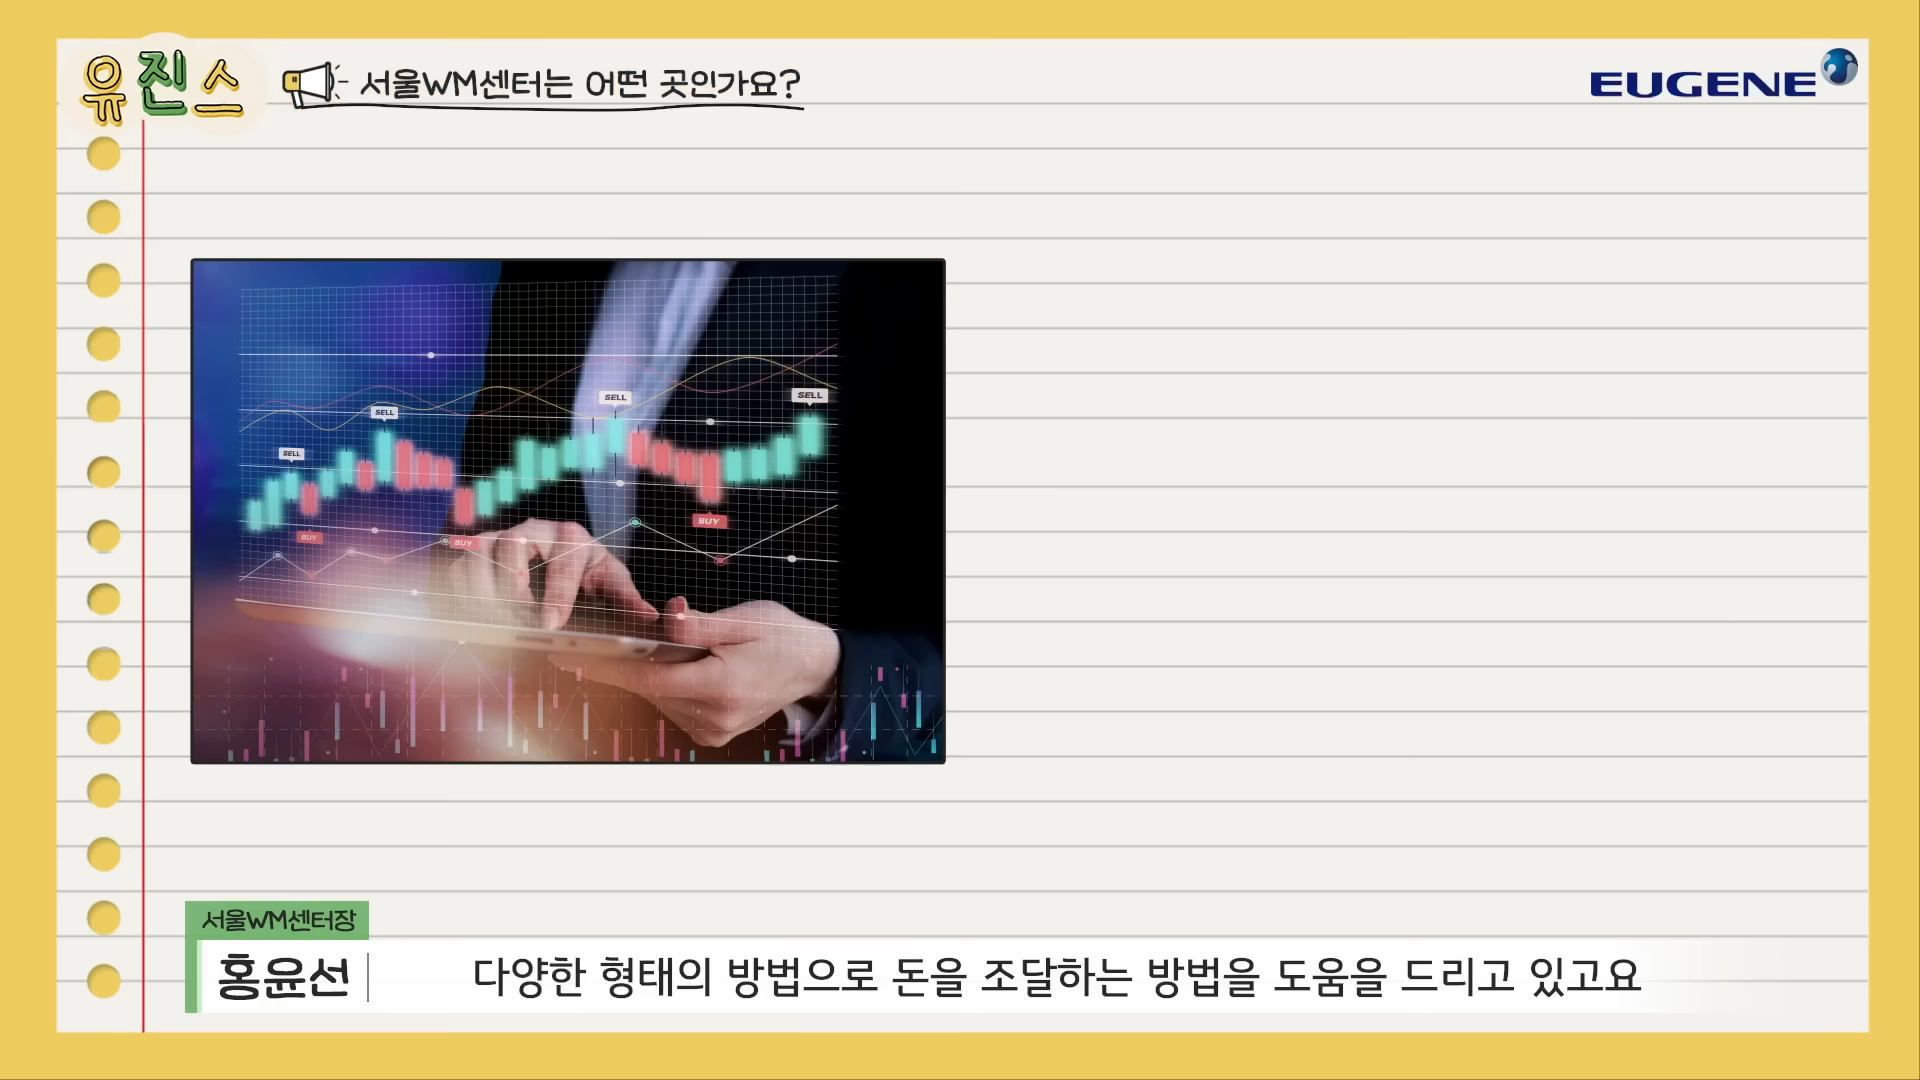 유진스
서울WM센터는 어떤 곳인가요?
EUGENE
SELL
SELL
SELL
SELL
BUY
BUY
BUY
서울WM센터장
홍윤선
다양한 형태의 방법으로 돈을 조달하는 방법을 도움을 드리고 있고요